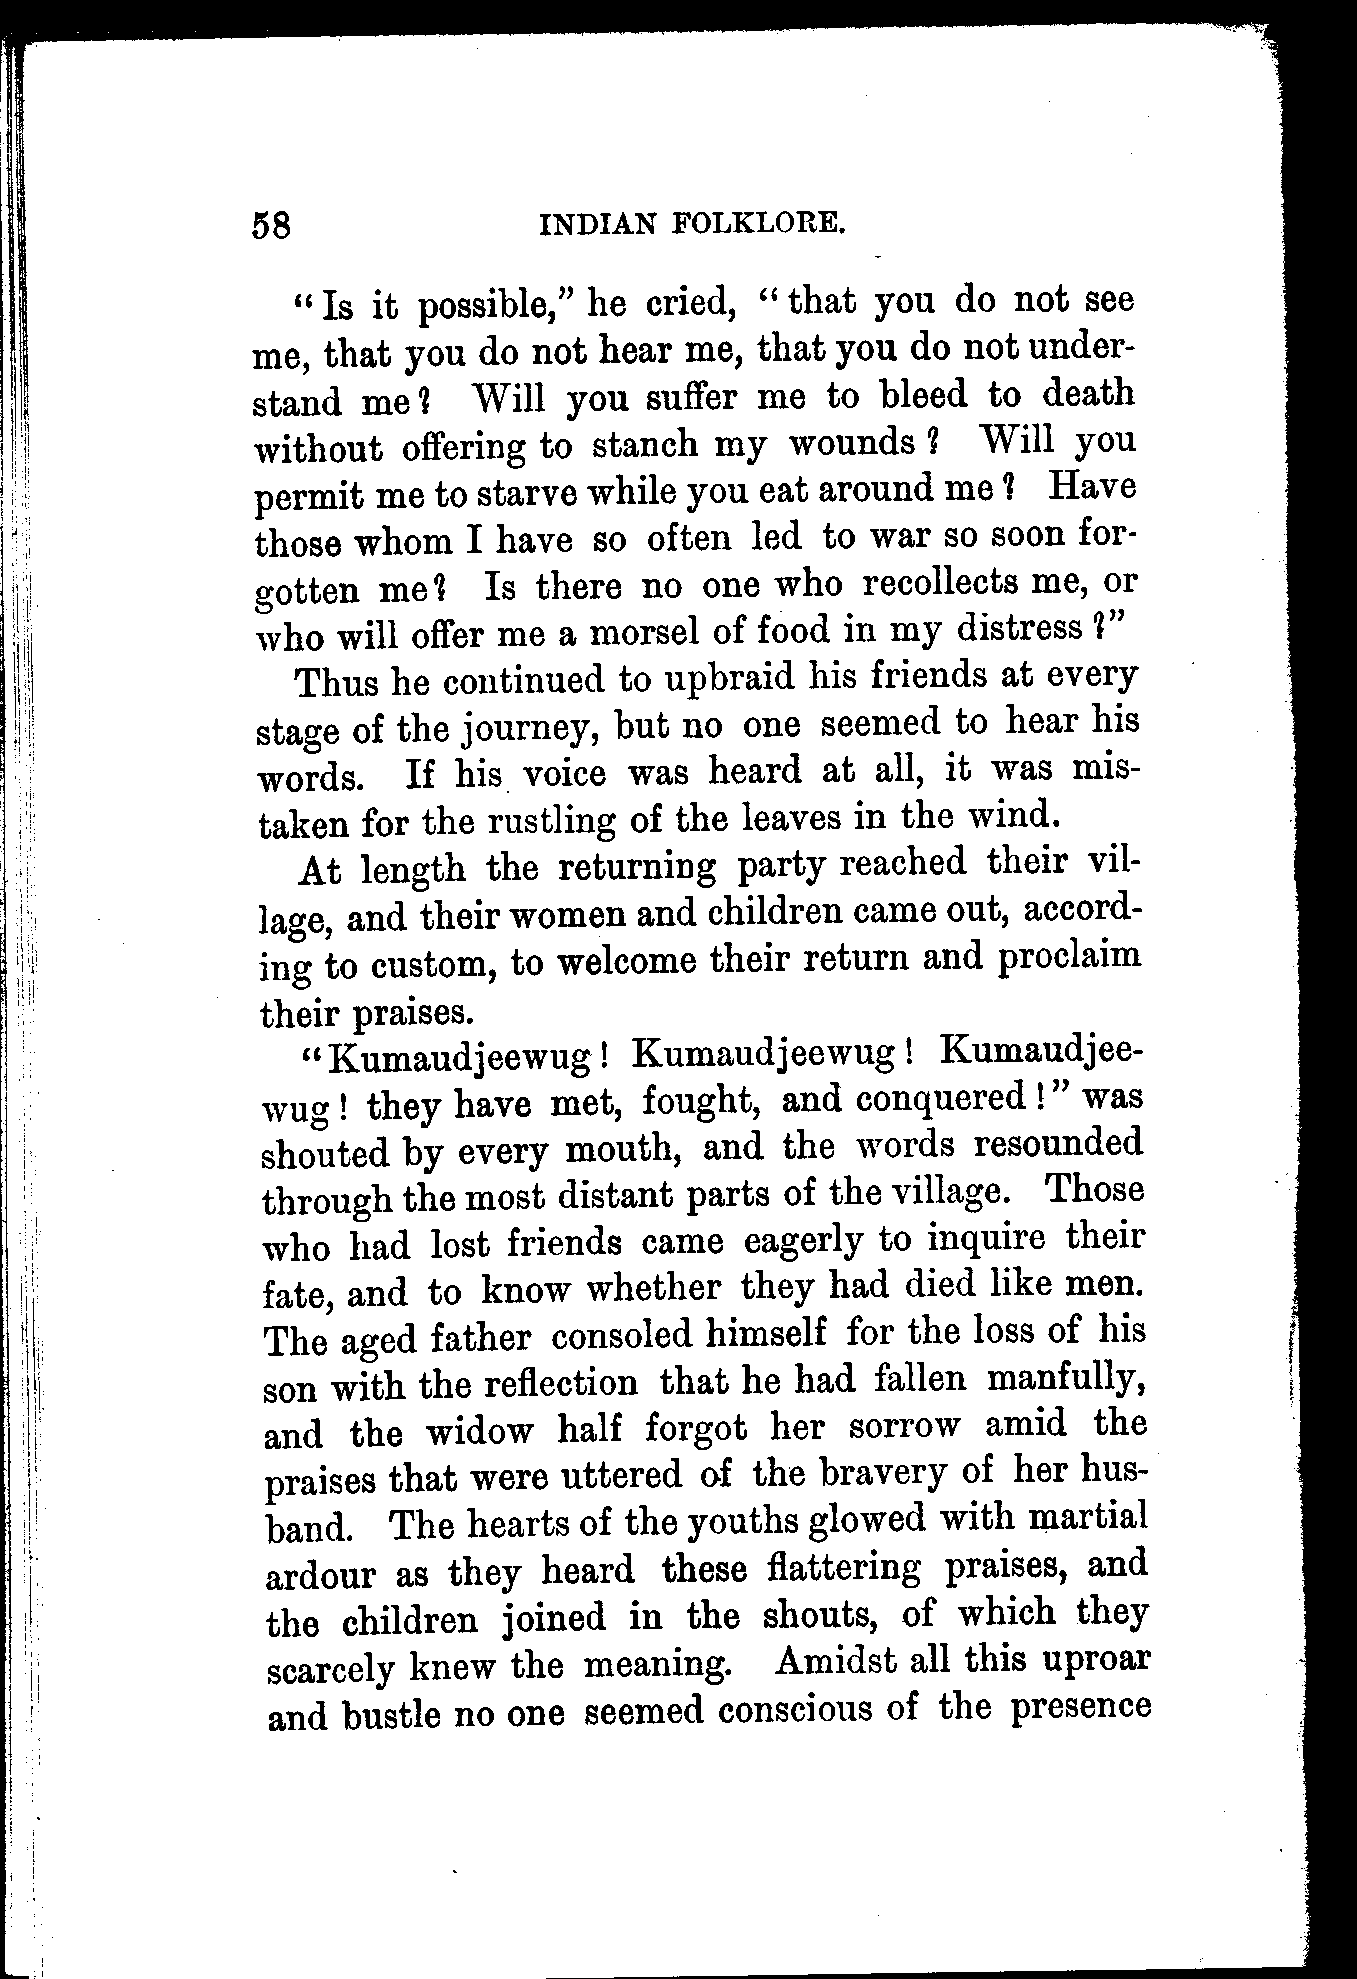 58 INDIAN FOLKLORE.
“Is it possible,” he cried, “that you do not see
me, that you do not hear me, that you do not under-
stand me? Will you suffer me to bleed to death
without offering to stanch my wounds? Will you
permit me to starve while you eat around me? Have
those whom I have so often led to war so soon for-
gotten me? Is there no one who recollects me, or
who will offer me a morsel of food in my distress?”
Thus he continued to upbraid his friends at every
stage of the journey, but no one seemed to hear his
words. If his voice was heard at all, it was mis-
taken for the rustling of the leaves in the wind.
At length the returning party reached their vil-
lage, and their women and children came out, accord-
ing to custom, to welcome their return and proclaim
their praises.
“Kumaudjeewug! Kumaudjeewug! Kumaudjee-
wug! they have met, fought, and conquered!” was
shouted by every mouth, and the words resounded
through the most distant parts of the village. Those
who had lost friends came eagerly to inquire their
fate, and to know whether they had died like men.
The aged father consoled himself for the loss of his
son with the reflection that he had fallen manfully,
and the widow half forgot her sorrow amid the
praises that were uttered of the bravery of her hus-
band. The hearts of the youths glowed with martial
ardour as they heard these flattering praises, and
the children joined in the shouts, of which they
scarcely knew the meaning. Amidst all this uproar
and bustle no one seemed conscious of the presence